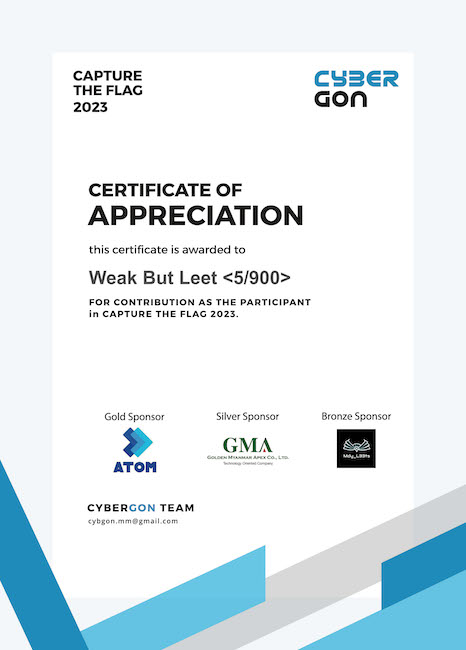 CAPTURE
THE FLAG
2023
CYBER
GON
CERTIFICATE OF
APPRECIATION
this certificate is awarded to
Weak But Leet <5/900>
FOR CONTRIBUTION AS THE PARTICIPANT
in CAPTURE THE FLAG 2023.
Gold Sponsor
ATOM
Silver Sponsor
GMA
GOLDEN MYANMAR APEX CO., LTD.
Technology Oriented Company
Bronze Sponsor
Mdy_L33ts
CYBERGON TEAM
cybgon.mm@gmail.com